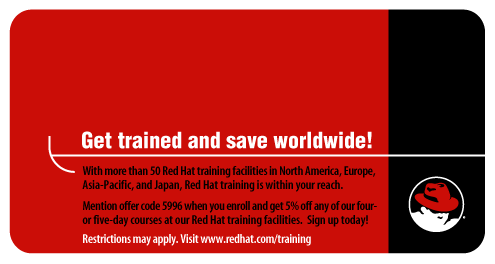 Get trained and save worldwide!
With more than 50 Red Hat training facilities in North America, Europe,
Asia-Pacific, and Japan, Red Hat training is within your reach.
Mention offer code 5996 when you enroll and get 5% off any of our four-
or five-day courses at our Red Hat training facilities. Sign up today!
Restrictions may apply. Visit www.redhat.com/training